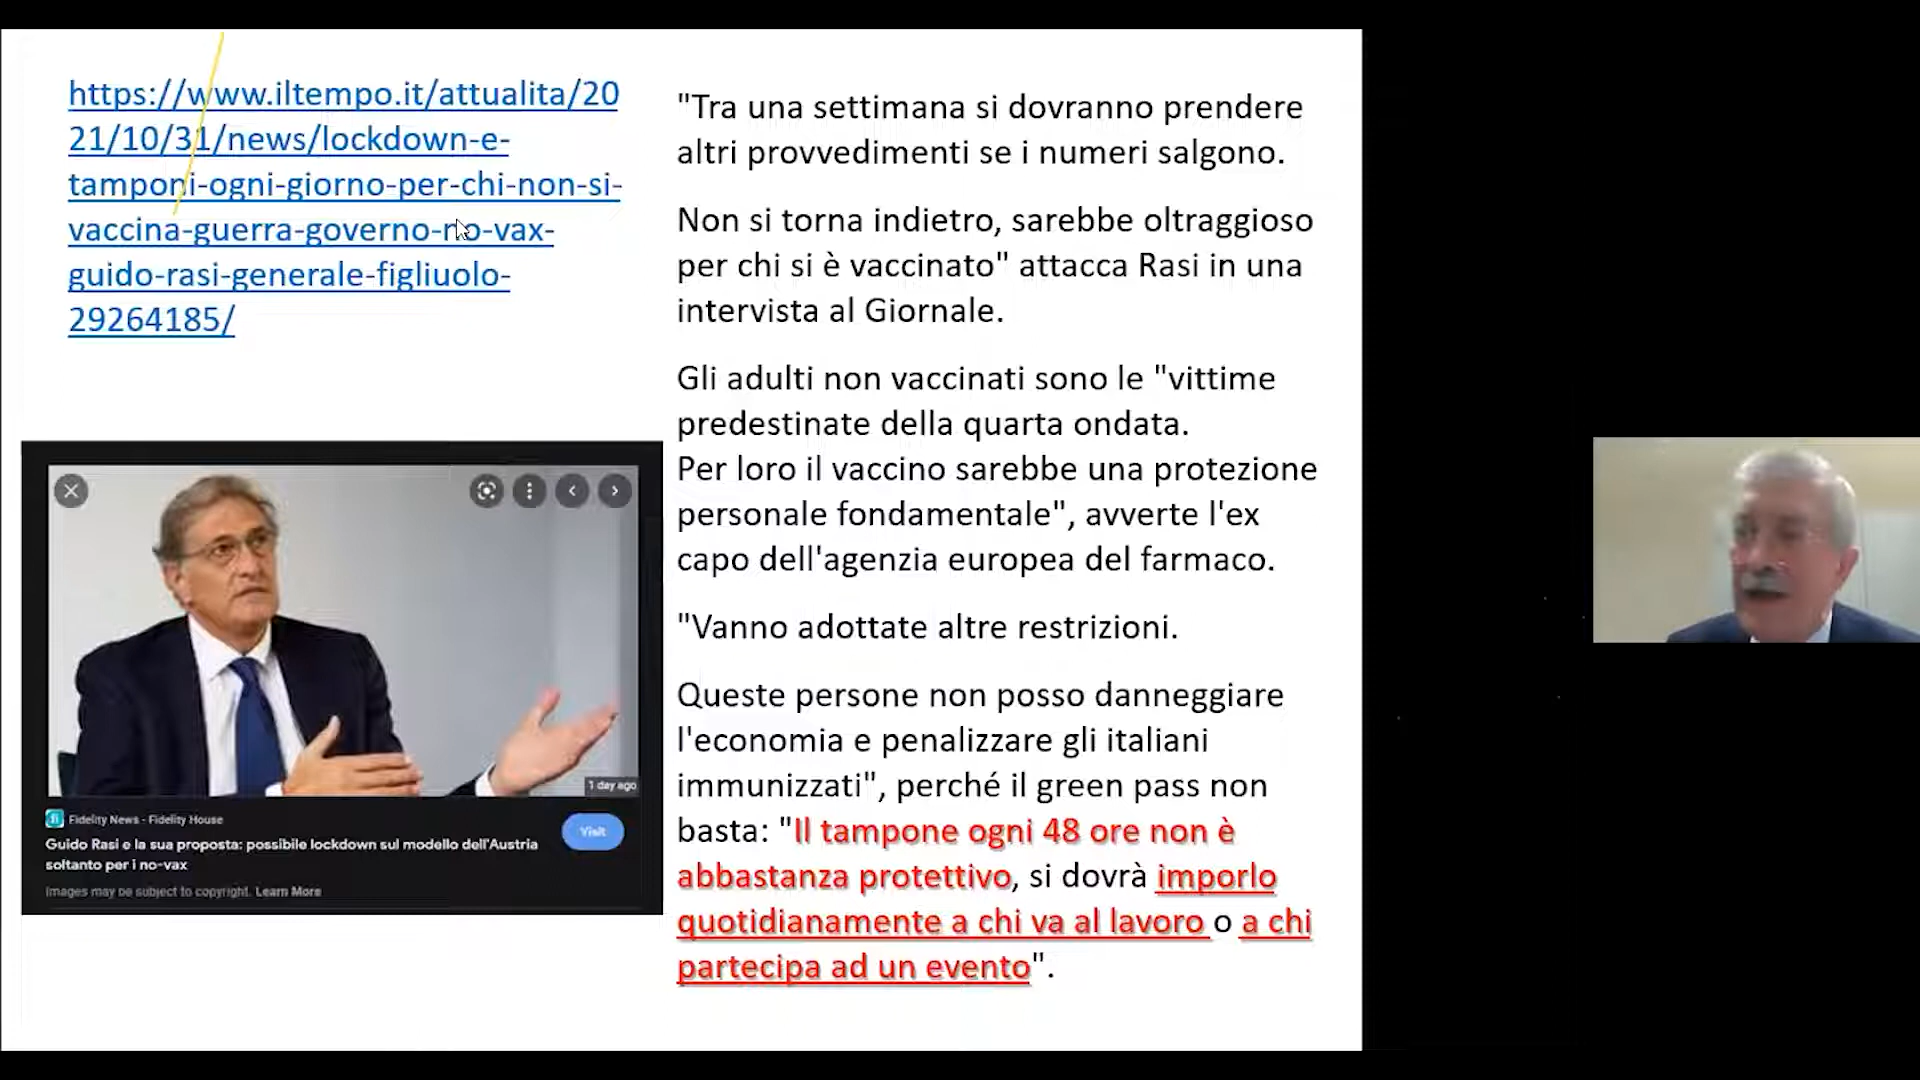 https://www.iltempo.it/attualita/20
21/10/31/news/lockdown-e-
tamponi-ogni-giorno-per-chi-non-si-
vaccina-guerra-governo-no-vax-
guido-rasi-generale-figliuolo-
29264185/
1 day ago
Fidelity News - Fidelity House
Guido Rasi e la sua proposta: possibile lockdown sul modello dell'Austria
soltanto per i no-vax
Visit
Images may be subject to copyright. Learn More
"Tra una settimana si dovranno prendere
altri provvedimenti se i numeri salgono.
Non si torna indietro, sarebbe oltraggioso
per chi si è vaccinato" attacca Rasi in una
intervista al Giornale.
Gli adulti non vaccinati sono le "vittime
predestinate della quarta ondata.
Per loro il vaccino sarebbe una protezione
personale fondamentale", avverte l'ex
capo dell'agenzia europea del farmaco.
"Vanno adottate altre restrizioni.
Queste persone non posso danneggiare
l'economia e penalizzare gli italiani
immunizzati", perché il green pass non
basta: "Il tampone ogni 48 ore non è
abbastanza protettivo, si dovrà imporlo
quotidianamente a chi va al lavoro o a chi
partecipa ad un evento".